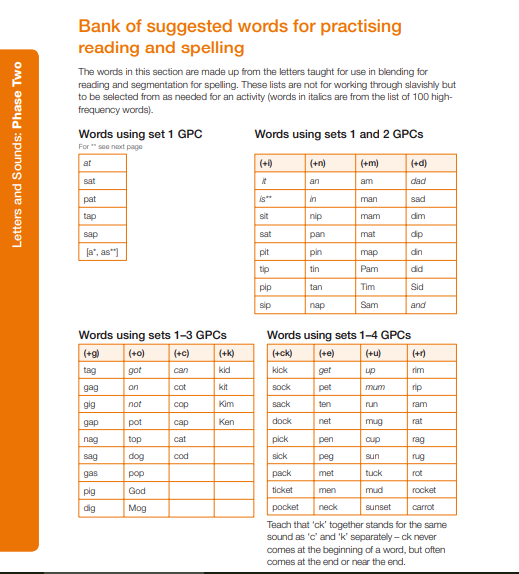 Letters and Sounds: Phase Two
Bank of suggested words for practising
reading and spelling
The words in this section are made up from the letters taught for use in blending for
reading and segmentation for spelling. These lists are not for working through slavishly but
to be selected from as needed for an activity (words in italics are from the list of 100 high-
frequency words).
Words using set 1 GPC
For ** see next page
at
sat
pat
tap
sap
[a*, as**]
Words using sets 1 and 2 GPCs
(+i) (+n) (+m) (+d)
it an am dad
is** in man sad
sit nip mam dim
sat pan mat dip
pit pin map din
tip tin Pam did
pip tan Tim Sid
sip nap Sam and
Words using sets 1–3 GPCs
(+g) (+o) (+c) (+k)
tag got can kid
gag on cot kit
gig not cop Kim
gap pot cap Ken
nag top cat
sag dog cod
gas pop
pig God
dig Mog
Words using sets 1–4 GPCs
(+ck) (+e) (+u) (+r)
kick get up rim
sock pet mum rip
sack ten run ram
dock net mug rat
pick pen cup rag
sick peg sun rug
pack met tuck rot
ticket men mud rocket
pocket neck sunset carrot
Teach that 'ck' together stands for the same
sound as 'c' and 'k' separately – ck never
comes at the beginning of a word, but often
comes at the end or near the end.